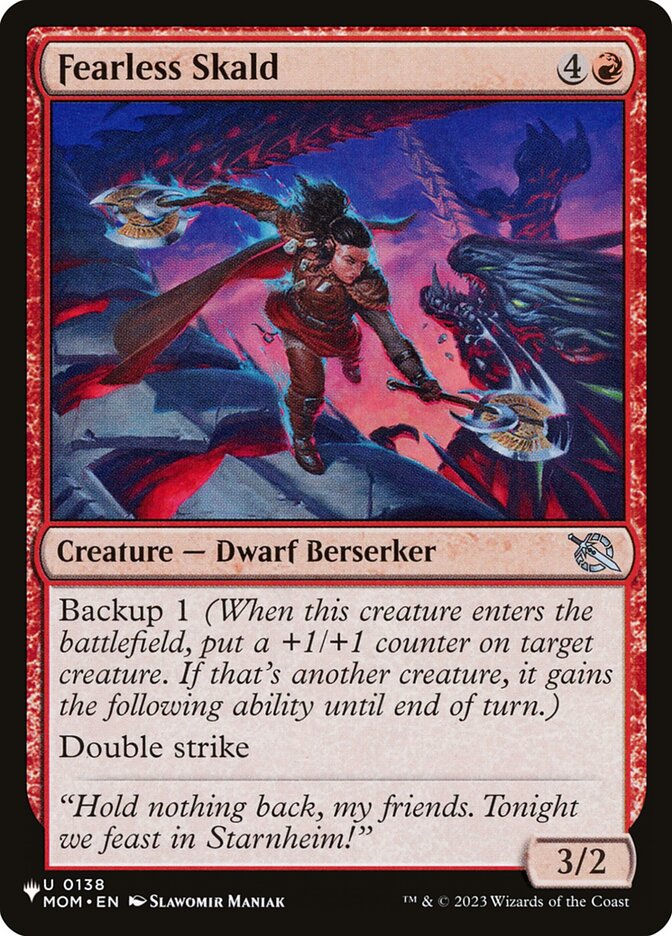 Fearless Skald 4
Creature — Dwarf Berserker
Backup 1 (When this creature enters the
battlefield, put a +1/+1 counter on target
creature. If that’s another creature, it gains
the following ability until end of turn.)
Double strike
“Hold nothing back, my friends. Tonight
we feast in Starnheim!”
3/2
U 0138
MOM • EN Slawomir Maniak ™ & © 2023 Wizards of the Coast